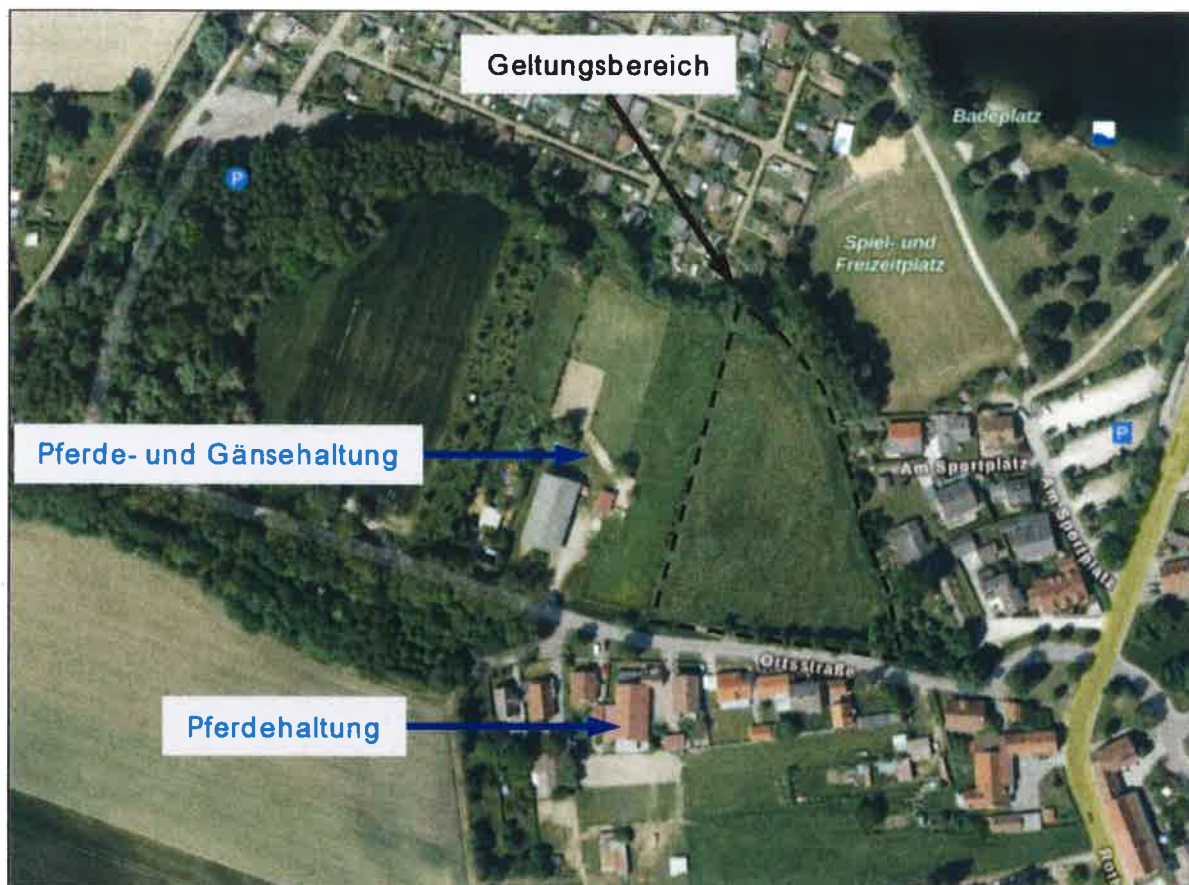 Geltungsbereich
Badeplatz
P
Spiel- und
Freizeitplatz
Pferde- und Gänsehaltung
P
Am Sportplatz
Am Sportplatz
Ortsstraße
Pferdehaltung